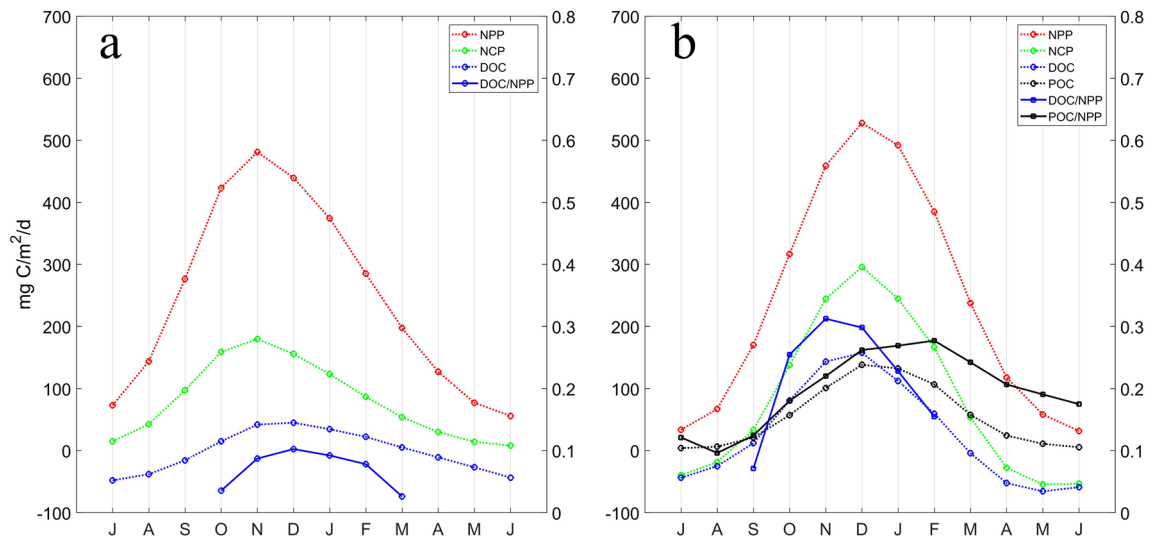 a
NPP
NCP
DOC
DOC/NPP
mg C/m²/d
700
600
500
400
300
200
100
0
-100
0.8
0.7
0.6
0.5
0.4
0.3
0.2
0.1
0
J A S O N D J F M A M J
b
NPP
NCP
DOC
POC
DOC/NPP
POC/NPP
700
600
500
400
300
200
100
0
-100
0.8
0.7
0.6
0.5
0.4
0.3
0.2
0.1
0
J A S O N D J F M A M J